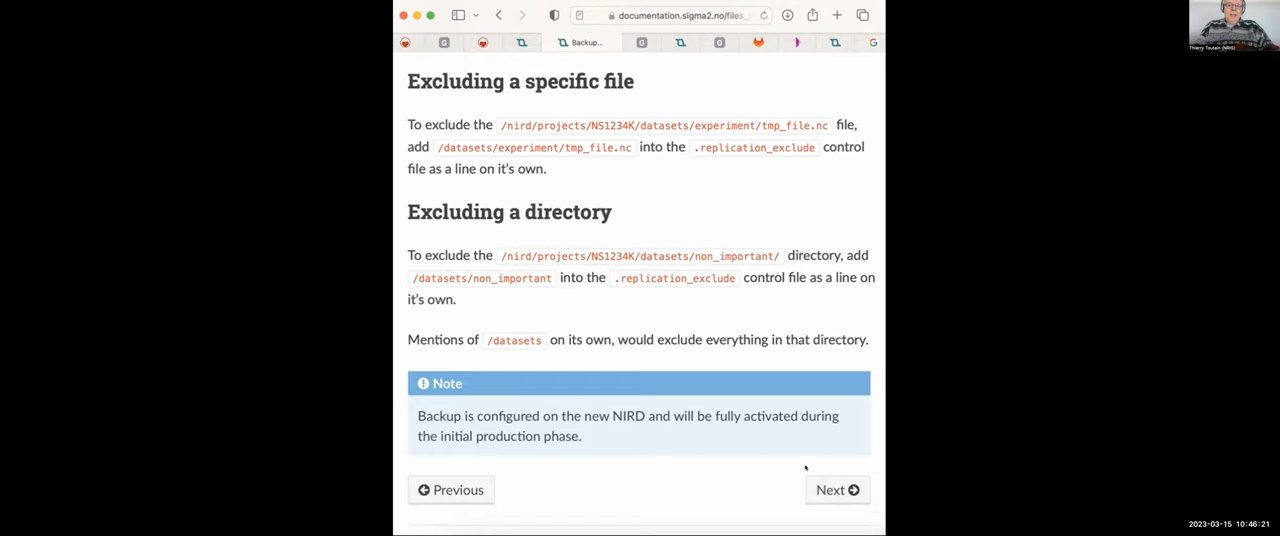 documentation.sigma2.no/files_
Backup...
Excluding a specific file
To exclude the /nird/projects/NS1234K/datasets/experiment/tmp_file.nc file,
add /datasets/experiment/tmp_file.nc into the .replication_exclude control
file as a line on it's own.
Excluding a directory
To exclude the /nird/projects/NS1234K/datasets/non_important/ directory, add
/datasets/non_important into the .replication_exclude control file as a line on
it's own.
Mentions of /datasets on its own, would exclude everything in that directory.
Note
Backup is configured on the new NIRD and will be fully activated during
the initial production phase.
Previous
Next
Thierry Toutain (NRIS)
2023-03-15 10:46:21